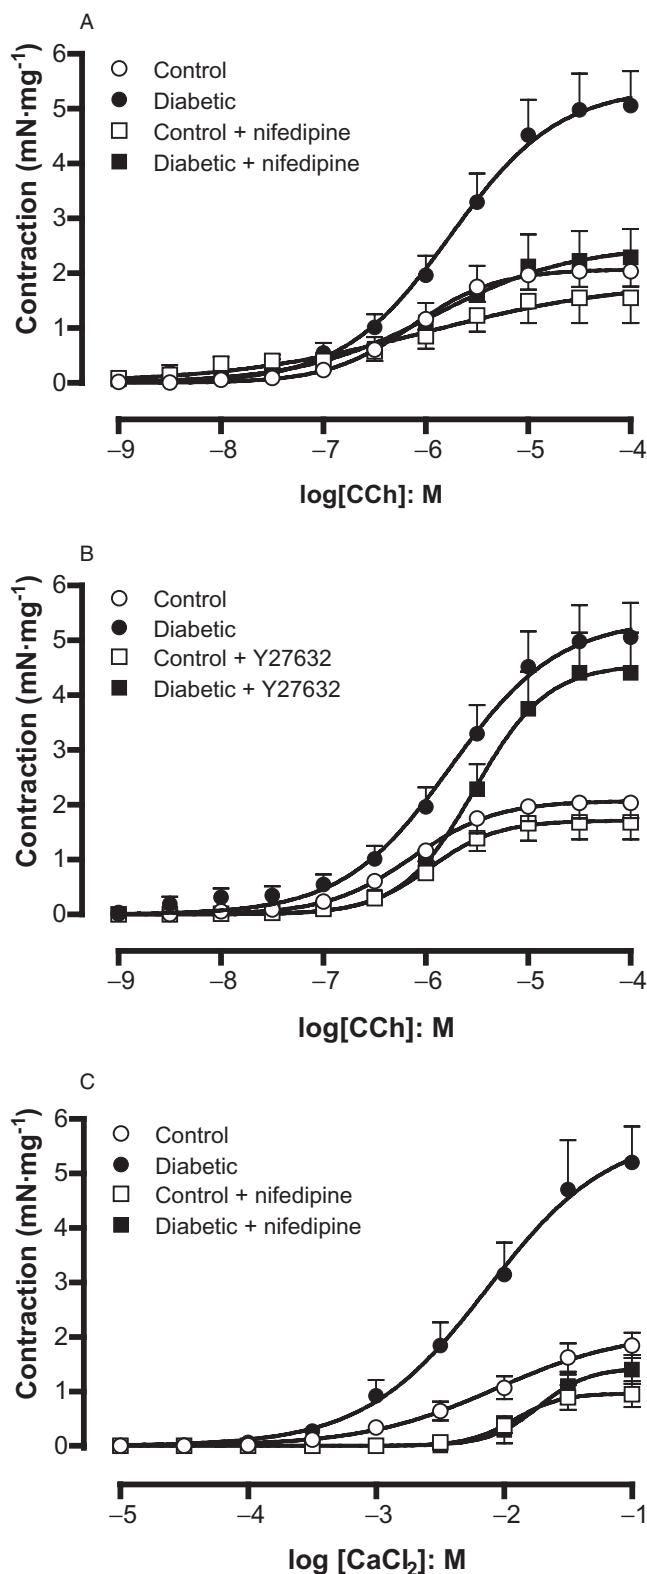 A
Contraction (mN·mg⁻¹)
6
5
4
3
2
1
0
Control
Diabetic
Control + nifedipine
Diabetic + nifedipine
–9 –8 –7 –6 –5 –4
log[CCh]: M
B
Contraction (mN·mg⁻¹)
6
5
4
3
2
1
0
Control
Diabetic
Control + Y27632
Diabetic + Y27632
–9 –8 –7 –6 –5 –4
log[CCh]: M
C
Contraction (mN·mg⁻¹)
6
5
4
3
2
1
0
Control
Diabetic
Control + nifedipine
Diabetic + nifedipine
–5 –4 –3 –2 –1
log [CaCl₂]: M